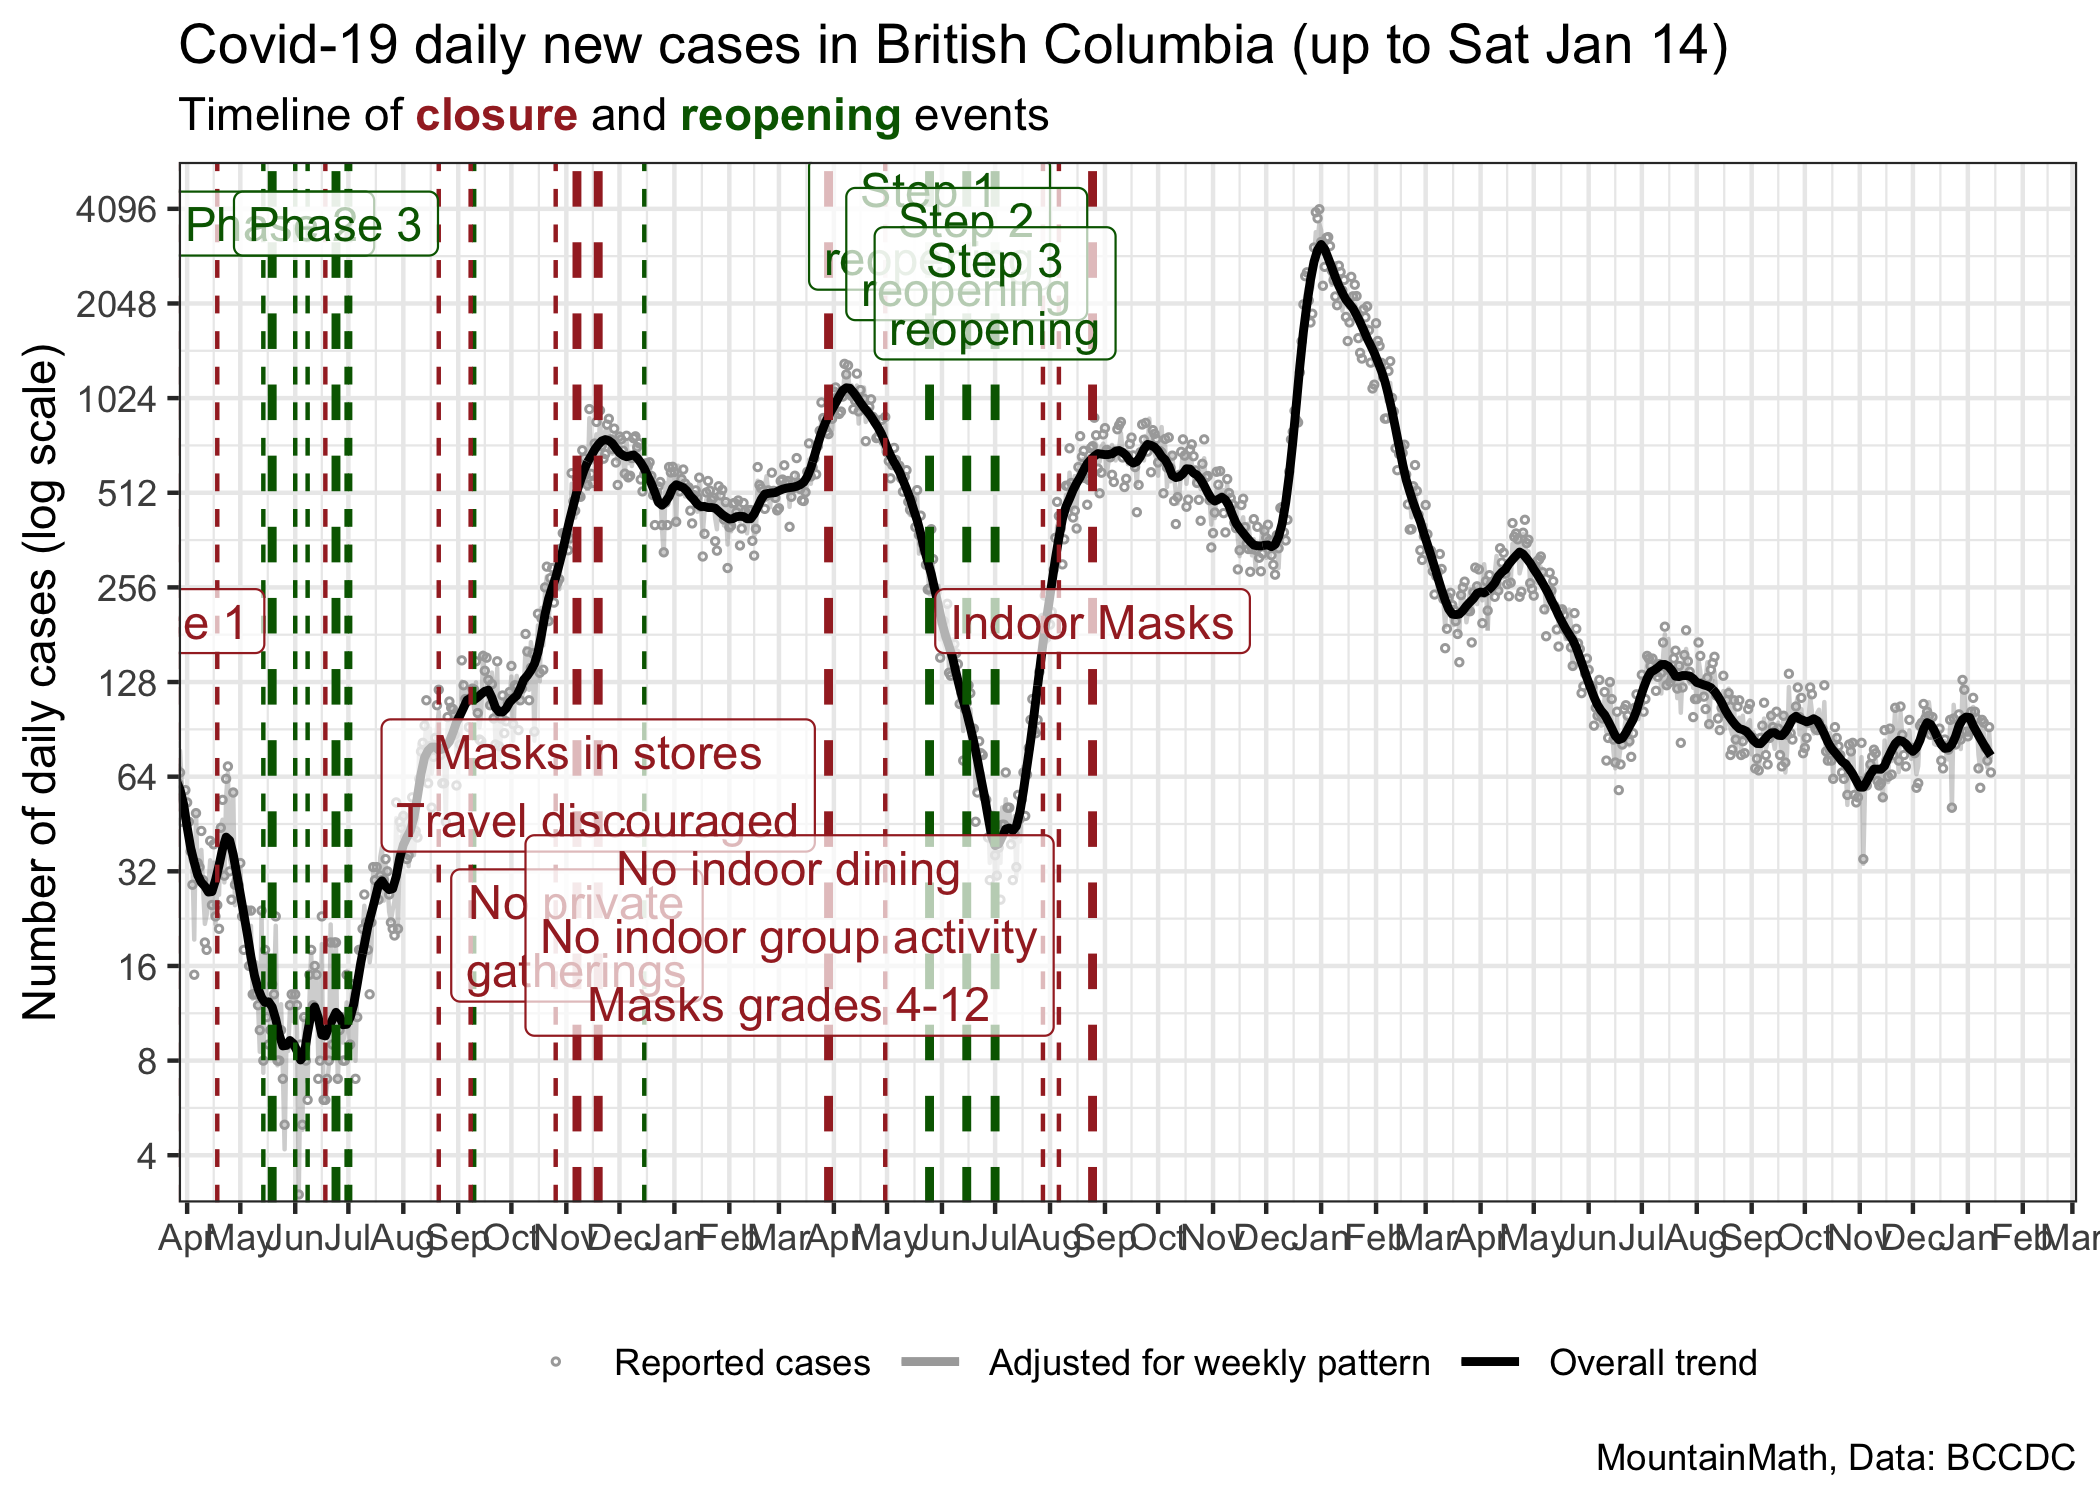 Covid-19 daily new cases in British Columbia (up to Sat Jan 14)
Timeline of closure and reopening events
Number of daily cases (log scale)
4096
2048
1024
512
256
128
64
32
16
8
4
Phase
Phase 3
Step 1
reopening
Step 2
reopening
Step 3
reopening
e 1
Indoor Masks
Masks in stores
Travel discouraged
No private
gatherings
No indoor dining
No indoor group activity
Masks grades 4-12
Apr May Jun Jul Aug Sep Oct Nov Dec Jan Feb Mar Apr May Jun Jul Aug Sep Oct Nov Dec Jan Feb Mar Apr May Jun Jul Aug Sep Oct Nov Dec Jan Feb Mar
Reported cases Adjusted for weekly pattern Overall trend
MountainMath, Data: BCCDC